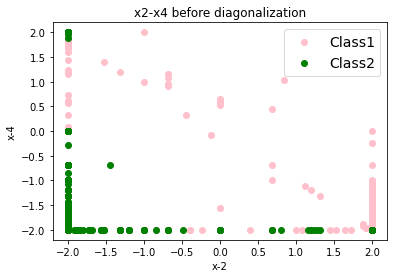 x2-x4 before diagonalization
Class1
Class2
x-4
2.0
1.5
1.0
0.5
0.0
−0.5
−1.0
−1.5
−2.0
−2.0 −1.5 −1.0 −0.5 0.0 0.5 1.0 1.5 2.0
x-2